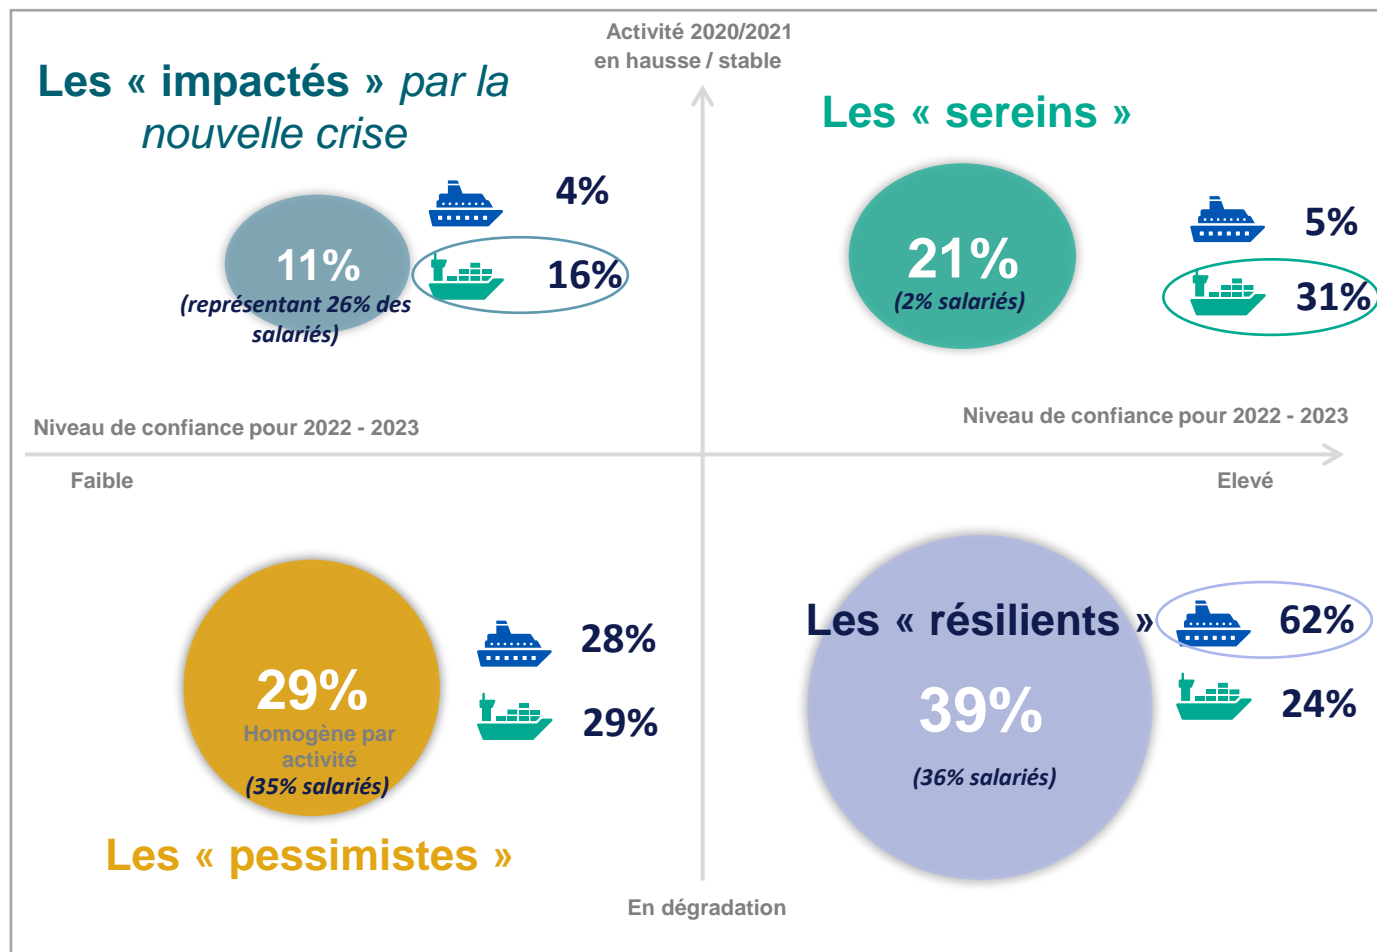 Activité 2020/2021
en hausse / stable
Les « impactés » par la
nouvelle crise
4%
16%
11%
(représentant 26% des
salariés)
Les « sereins »
21%
(2% salariés)
5%
31%
Niveau de confiance pour 2022 - 2023
Niveau de confiance pour 2022 - 2023
Faible
Elevé
29%
Homogène par
activité
(35% salariés)
28%
29%
Les « pessimistes »
Les « résilients »
39%
(36% salariés)
62%
24%
En dégradation